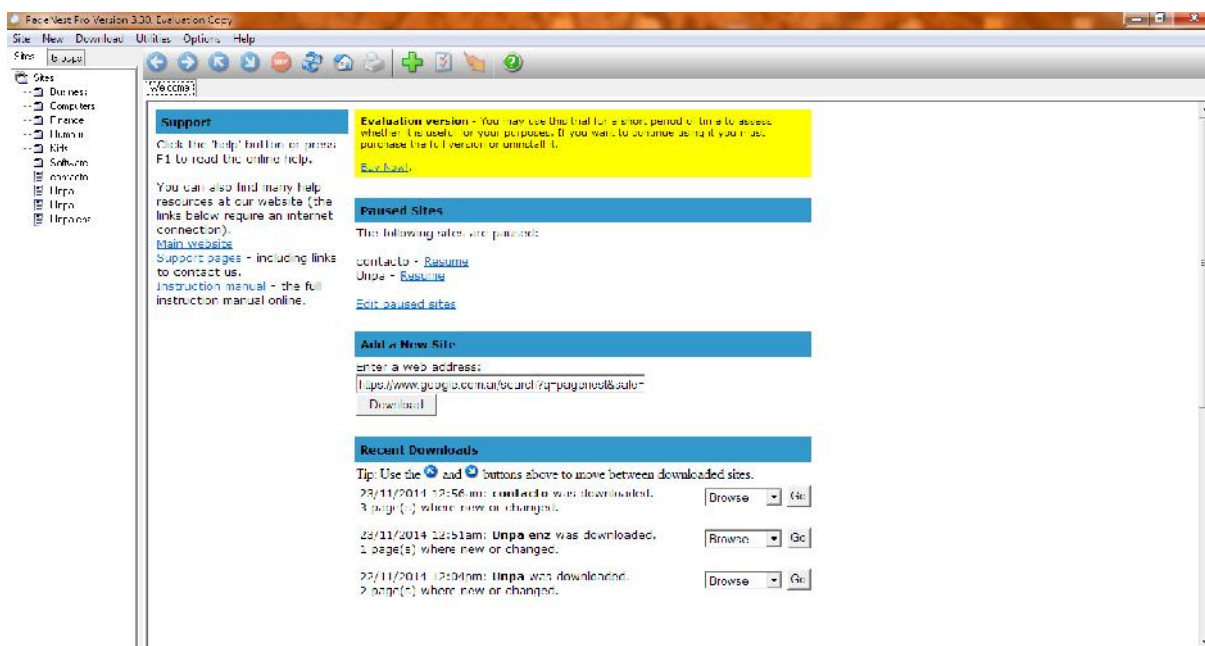 PageNest Pro Version 3.30. Evaluation Copy
Site New Download Utilities Options Help
Sites Groups
Sites
Business
Computers
Finance
Kids
Software
contacto
Unpa
Unpa
Unpa enz
Welcome
Support
Click the 'help' button or press
F1 to read the online help.
You can also find many help
resources at our website (the
links below require an internet
connection).
Main website
Support pages - including links
to contact us.
Instruction manual - the full
instruction manual online.
Evaluation version - You may use this trial for a short period of time to assess
whether it is useful for your purposes. If you want to continue using it you must
purchase the full version or uninstall it.
Buy Now!.
Paused Sites
The following sites are paused:
contacto - Resume
Unpa - Resume
Edit paused sites
Add a New Site
Enter a web address:
https://www.google.com.ar/search?q=pagenest&safe=
Download
Recent Downloads
Tip: Use the and buttons above to move between downloaded sites.
23/11/2014 12:56am: contacto was downloaded. Browse Go
3 page(s) where new or changed.
23/11/2014 12:51am: Unpa enz was downloaded. Browse Go
1 page(s) where new or changed.
22/11/2014 12:04pm: Unpa was downloaded. Browse Go
2 page(s) where new or changed.